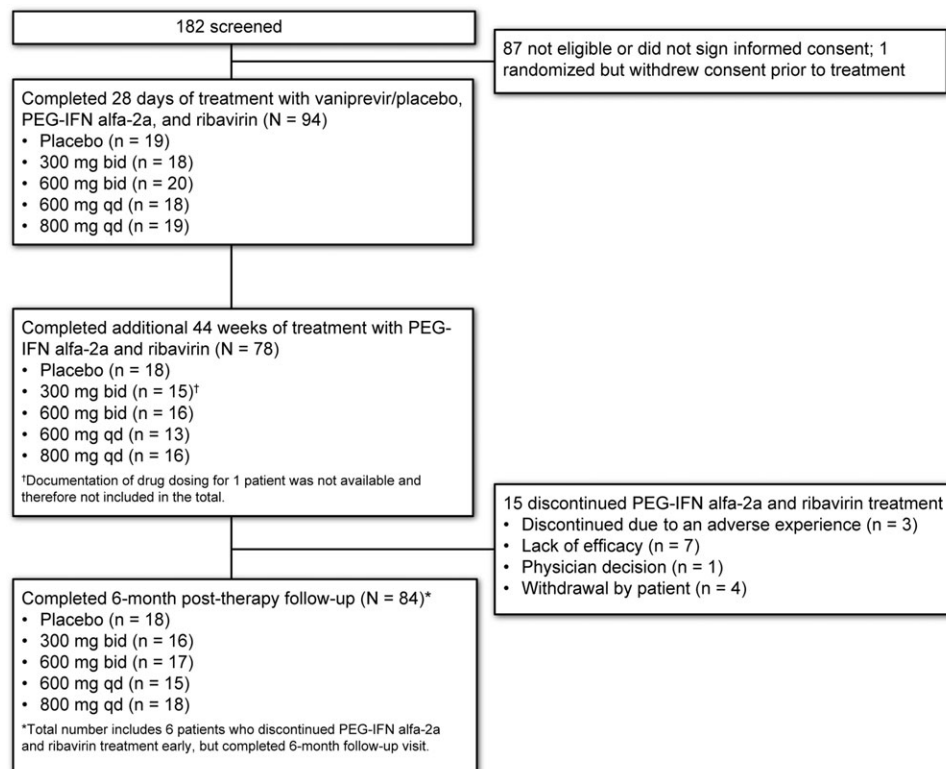 182 screened
87 not eligible or did not sign informed consent; 1
randomized but withdrew consent prior to treatment
Completed 28 days of treatment with vaniprevir/placebo,
PEG-IFN alfa-2a, and ribavirin (N = 94)
• Placebo (n = 19)
• 300 mg bid (n = 18)
• 600 mg bid (n = 20)
• 600 mg qd (n = 18)
• 800 mg qd (n = 19)
Completed additional 44 weeks of treatment with PEG-
IFN alfa-2a and ribavirin (N = 78)
• Placebo (n = 18)
• 300 mg bid (n = 15)†
• 600 mg bid (n = 16)
• 600 mg qd (n = 13)
• 800 mg qd (n = 16)
†Documentation of drug dosing for 1 patient was not available and
therefore not included in the total.
15 discontinued PEG-IFN alfa-2a and ribavirin treatment
• Discontinued due to an adverse experience (n = 3)
• Lack of efficacy (n = 7)
• Physician decision (n = 1)
• Withdrawal by patient (n = 4)
Completed 6-month post-therapy follow-up (N = 84)*
• Placebo (n = 18)
• 300 mg bid (n = 16)
• 600 mg bid (n = 17)
• 600 mg qd (n = 15)
• 800 mg qd (n = 18)
*Total number includes 6 patients who discontinued PEG-IFN alfa-2a
and ribavirin treatment early, but completed 6-month follow-up visit.